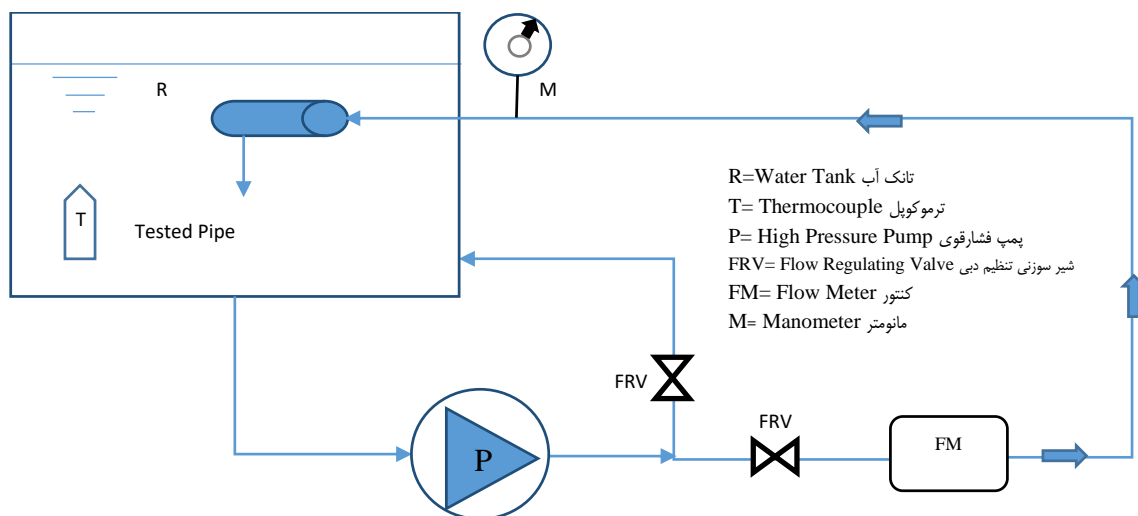 R
M
T
Tested Pipe
R=Water Tank تانک آب
T= Thermocouple ترموکوپل
P= High Pressure Pump پمپ فشارقوی
FRV= Flow Regulating Valve شیر سوزنی تنظیم دبی
FM= Flow Meter کنتور
M= Manometer مانومتر
FRV
FRV
FM
P